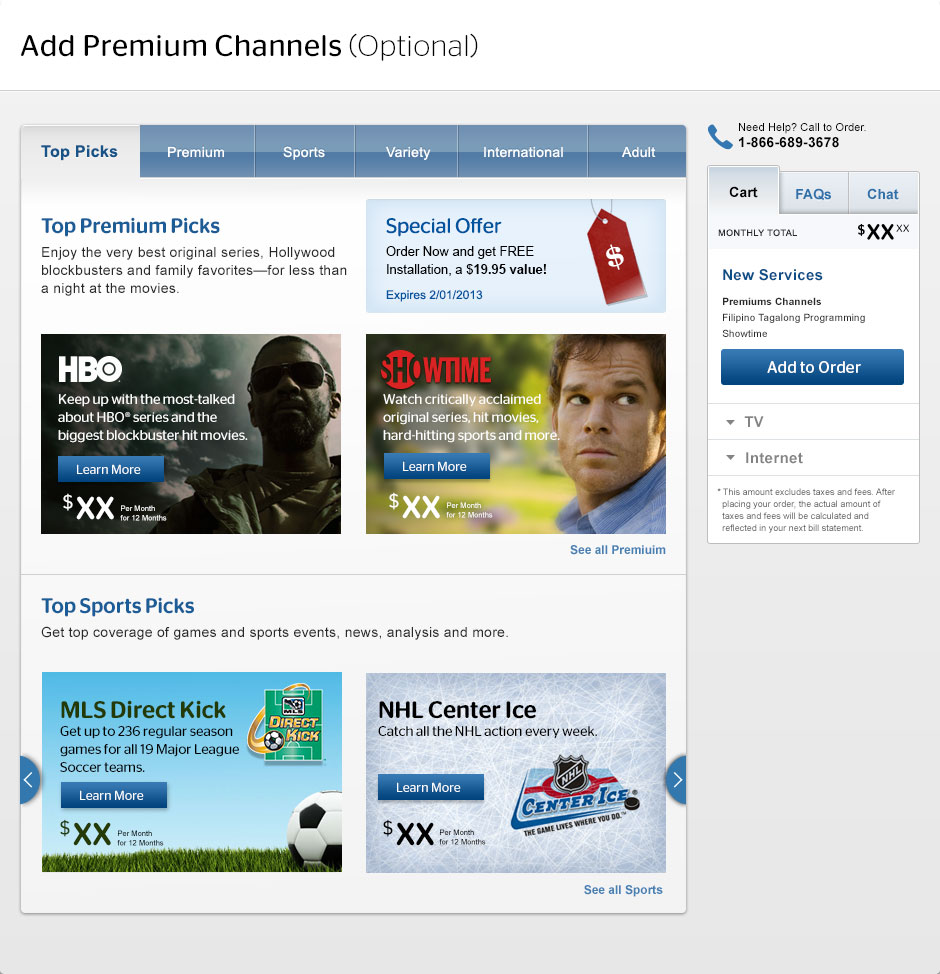 Add Premium Channels (Optional)
Need Help? Call to Order.
1-866-689-3678
Top Picks
Premium
Sports
Variety
International
Adult
Cart
FAQs
Chat
MONTHLY TOTAL
$XX XX
Top Premium Picks
Enjoy the very best original series, Hollywood
blockbusters and family favorites—for less than
a night at the movies.
Special Offer
Order Now and get FREE
Installation, a $19.95 value!
Expires 2/01/2013
$
New Services
Premiums Channels
Filipino Tagalong Programming
Showtime
Add to Order
TV
Internet
* This amount excludes taxes and fees. After
placing your order, the actual amount of
taxes and fees will be calculated and
reflected in your next bill statement.
HBO
Keep up with the most-talked
about HBO® series and the
biggest blockbuster hit movies.
Learn More
$XX Per Month
for 12 Months
SHOWTIME
Watch critically acclaimed
original series, hit movies,
hard-hitting sports and more.
Learn More
$XX Per Month
for 12 Months
See all Premiuim
Top Sports Picks
Get top coverage of games and sports events, news, analysis and more.
MLS Direct Kick
Get up to 236 regular season
games for all 19 Major League
Soccer teams.
Learn More
$XX Per Month
for 12 Months
MLS
DIRECT
KICK
NHL Center Ice
Catch all the NHL action every week.
Learn More
$XX Per Month
for 12 Months
NHL
CENTER ICE®
THE GAME LIVES WHERE YOU DO.™
See all Sports